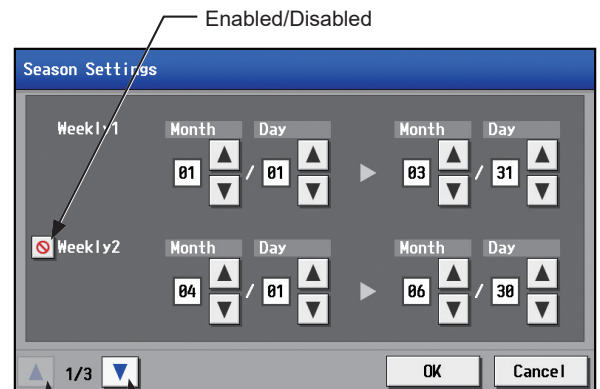 Enabled/Disabled
Season Settings
Weekly1 Month Day Month Day
01 / 01 03 / 31
Weekly2 Month Day Month Day
04 / 01 06 / 30
1/3 OK Cancel